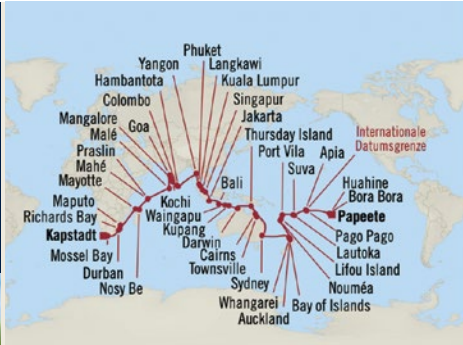 Phuket
Yangon
Langkawi
Hambantota
Kuala Lumpur
Colombo
Singapur
Mangalore
Goa
Jakarta
Malé
Thursday Island
Internationale
Datumsgrenze
Praslin
Port Vila
Apia
Mahé
Suva
Mayotte
Bali
Huahine
Bora Bora
Maputo
Kochi
Richards Bay
Waingapu
Papeete
Kapstadt
Kupang
Pago Pago
Mossel Bay
Darwin
Lautoka
Cairns
Lifou Island
Durban
Townsville
Nouméa
Nosy Be
Sydney
Whangarei
Bay of Islands
Auckland